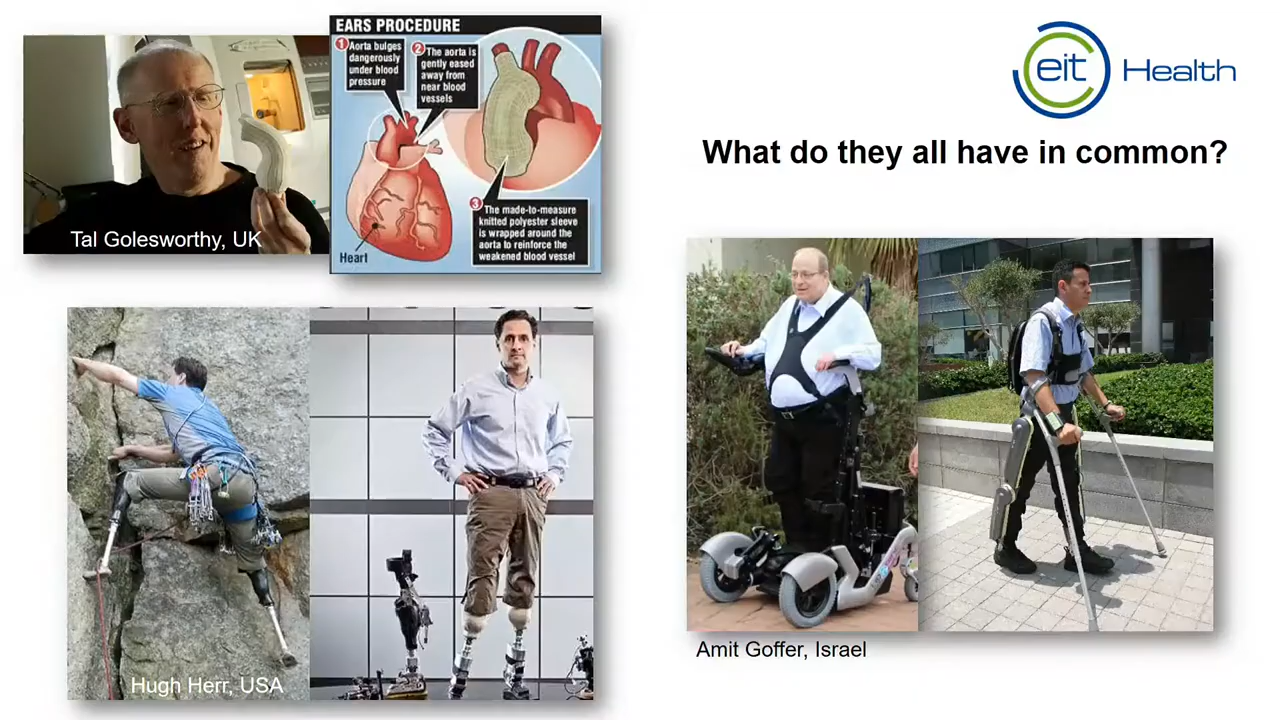 EARS PROCEDURE
1 Aorta bulges
dangerously
under blood
pressure
2 The aorta is
gently eased
away from
near blood
vessels
3
The made-to-measure
knitted polyester sleeve
is wrapped around the
aorta to reinforce the
weakened blood vessel
Heart
Tal Golesworthy, UK
eit Health
What do they all have in common?
Hugh Herr, USA
Amit Goffer, Israel